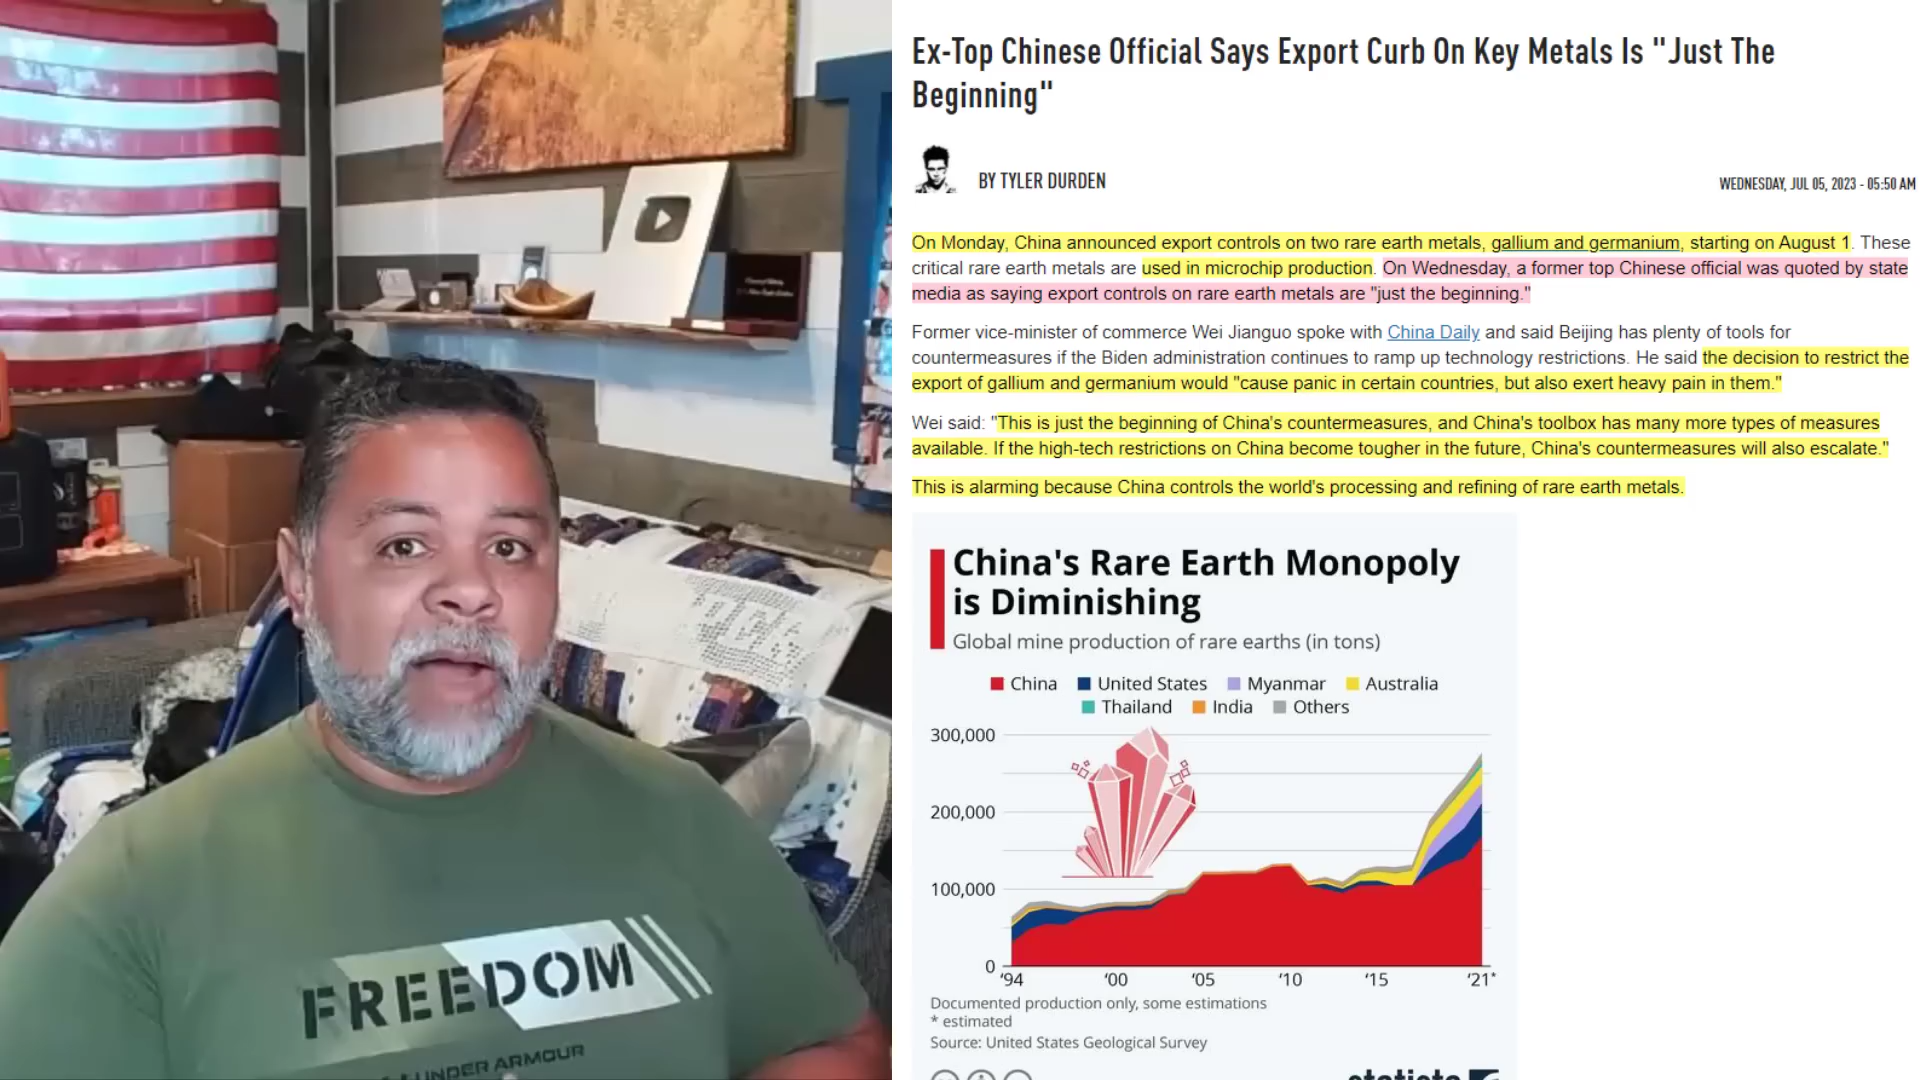 Ex-Top Chinese Official Says Export Curb On Key Metals Is "Just The
Beginning"
BY TYLER DURDEN
WEDNESDAY, JUL 05, 2023 - 05:50 AM
On Monday, China announced export controls on two rare earth metals, gallium and germanium, starting on August 1. These
critical rare earth metals are used in microchip production. On Wednesday, a former top Chinese official was quoted by state
media as saying export controls on rare earth metals are "just the beginning."
Former vice-minister of commerce Wei Jianguo spoke with China Daily and said Beijing has plenty of tools for
countermeasures if the Biden administration continues to ramp up technology restrictions. He said the decision to restrict the
export of gallium and germanium would "cause panic in certain countries, but also exert heavy pain in them."
Wei said: "This is just the beginning of China's countermeasures, and China's toolbox has many more types of measures
available. If the high-tech restrictions on China become tougher in the future, China's countermeasures will also escalate."
This is alarming because China controls the world's processing and refining of rare earth metals.
China's Rare Earth Monopoly
is Diminishing
Global mine production of rare earths (in tons)
China United States Myanmar Australia
Thailand India Others
300,000
200,000
100,000
0
'94 '00 '05 '10 '15 '21*
Documented production only, some estimations
* estimated
Source: United States Geological Survey
statista
FREEDOM
UNDER ARMOUR